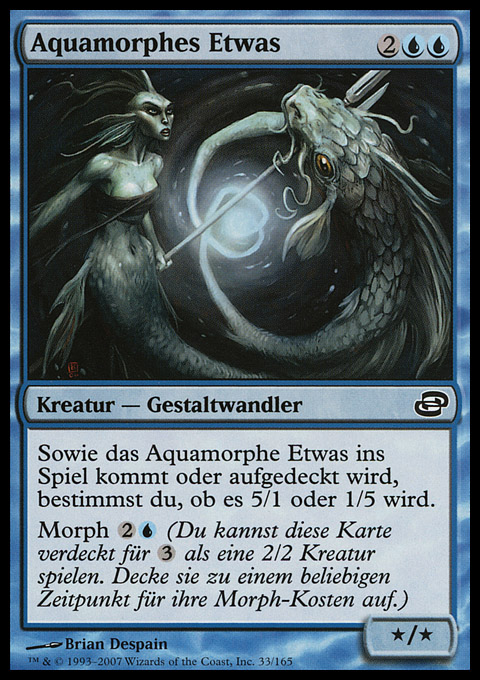 Aquamorphes Etwas 2
Kreatur — Gestaltwandler
Sowie das Aquamorphe Etwas ins
Spiel kommt oder aufgedeckt wird,
bestimmst du, ob es 5/1 oder 1/5 wird.
Morph 2 (Du kannst diese Karte
verdeckt für 3 als eine 2/2 Kreatur
spielen. Decke sie zu einem beliebigen
Zeitpunkt für ihre Morph-Kosten auf.)
★/★
Brian Despain
™ & © 1993–2007 Wizards of the Coast, Inc. 33/165